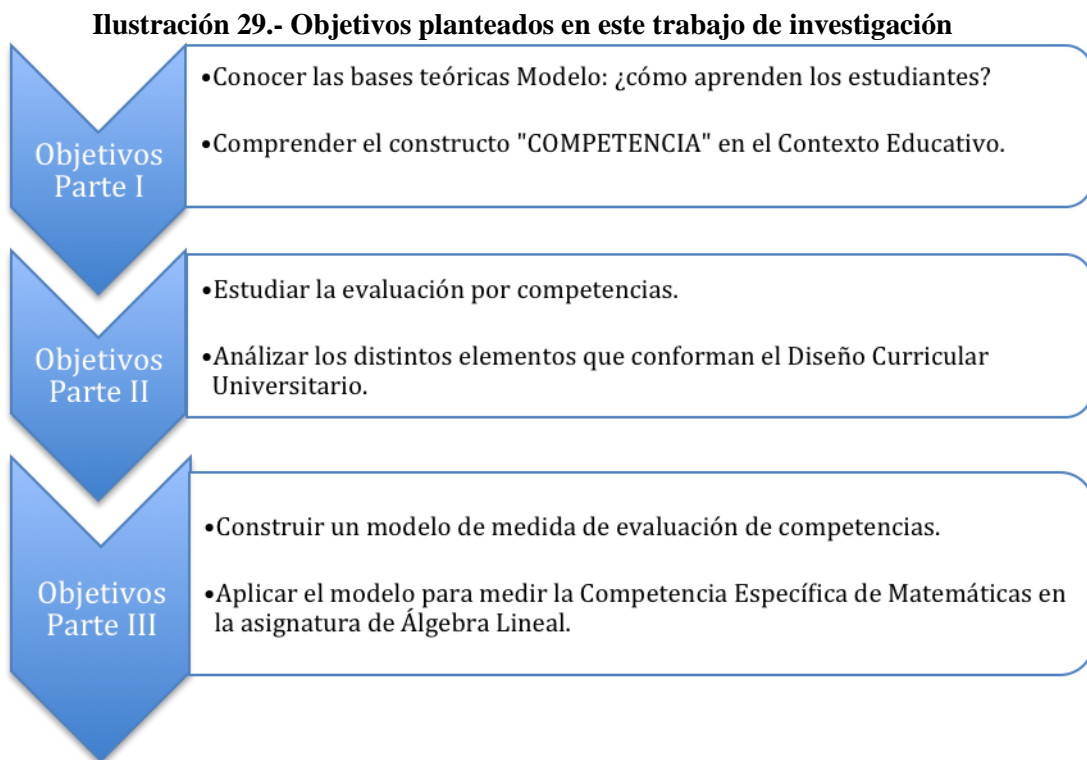 Ilustración 29.- Objetivos planteados en este trabajo de investigación
Objetivos
Parte I
•Conocer las bases teóricas Modelo: ¿cómo aprenden los estudiantes?
•Comprender el constructo "COMPETENCIA" en el Contexto Educativo.
Objetivos
Parte II
•Estudiar la evaluación por competencias.
•Análizar los distintos elementos que conforman el Diseño Curricular
Universitario.
Objetivos
Parte III
•Construir un modelo de medida de evaluación de competencias.
•Aplicar el modelo para medir la Competencia Específica de Matemáticas en
la asignatura de Álgebra Lineal.